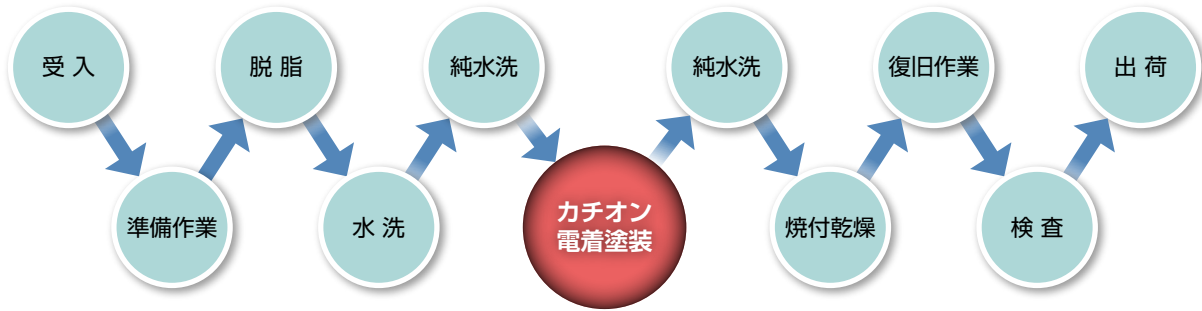 受 入
準備作業
脱 脂
水 洗
純水洗
カチオン
電着塗装
純水洗
焼付乾燥
復旧作業
検 査
出 荷